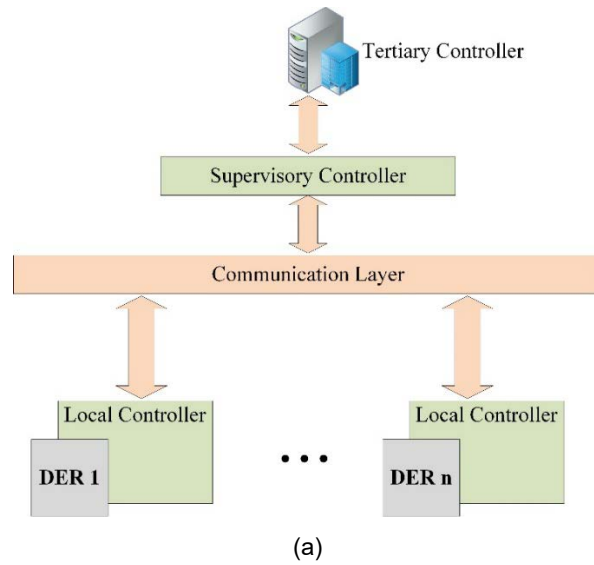 Tertiary Controller
Supervisory Controller
Communication Layer
Local Controller
Local Controller
DER 1
• • •
DER n
(a)